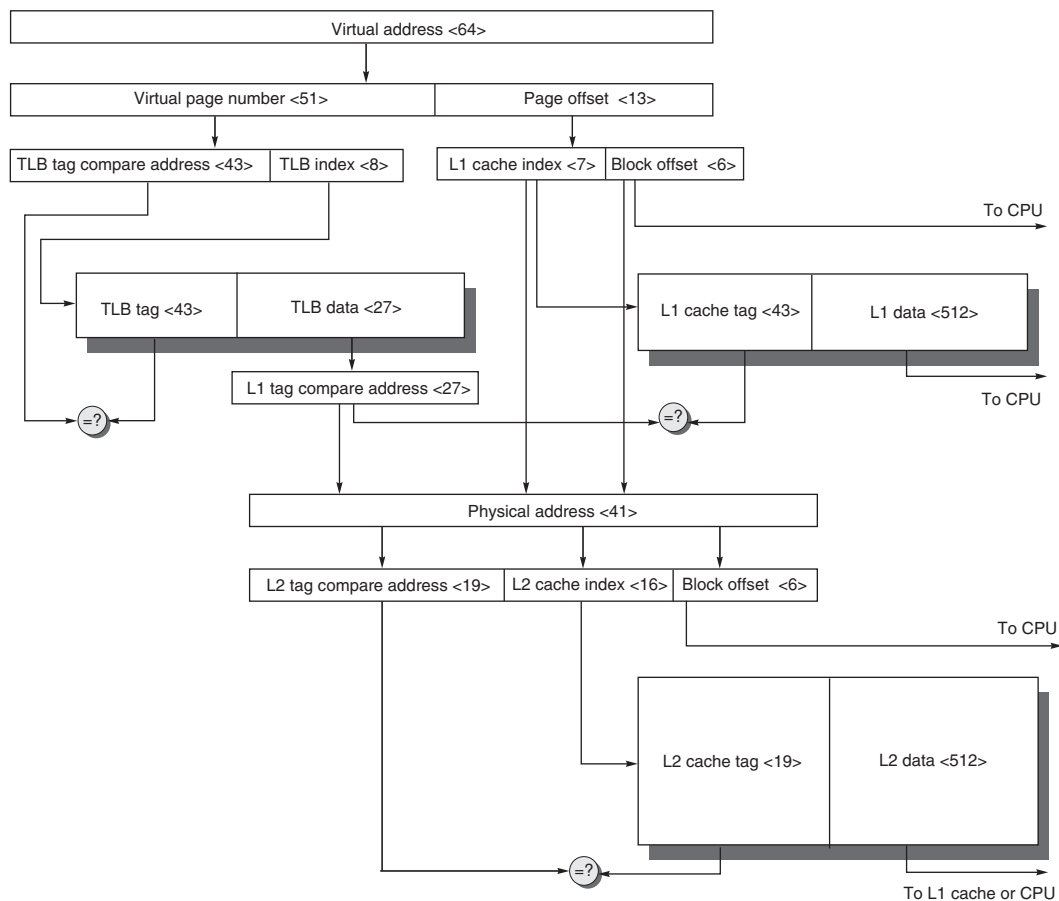 Virtual address <64>
Virtual page number <51>
Page offset <13>
TLB tag compare address <43>
TLB index <8>
L1 cache index <7>
Block offset <6>
To CPU
TLB tag <43>
TLB data <27>
L1 cache tag <43>
L1 data <512>
L1 tag compare address <27>
To CPU
=?
=?
Physical address <41>
L2 tag compare address <19>
L2 cache index <16>
Block offset <6>
To CPU
L2 cache tag <19>
L2 data <512>
=?
To L1 cache or CPU